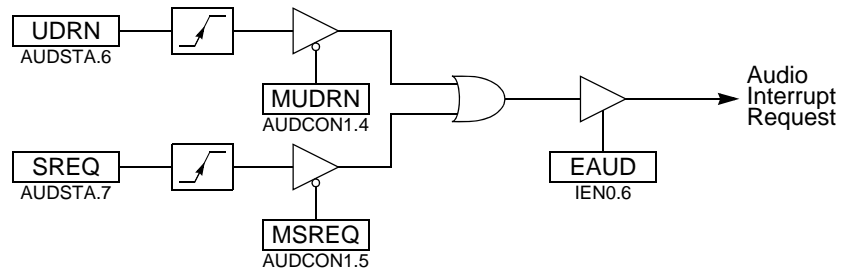 UDRN
AUDSTA.6
MUDRN
AUDCON1.4
Audio
Interrupt
Request
SREQ
AUDSTA.7
EAUD
IEN0.6
MSREQ
AUDCON1.5